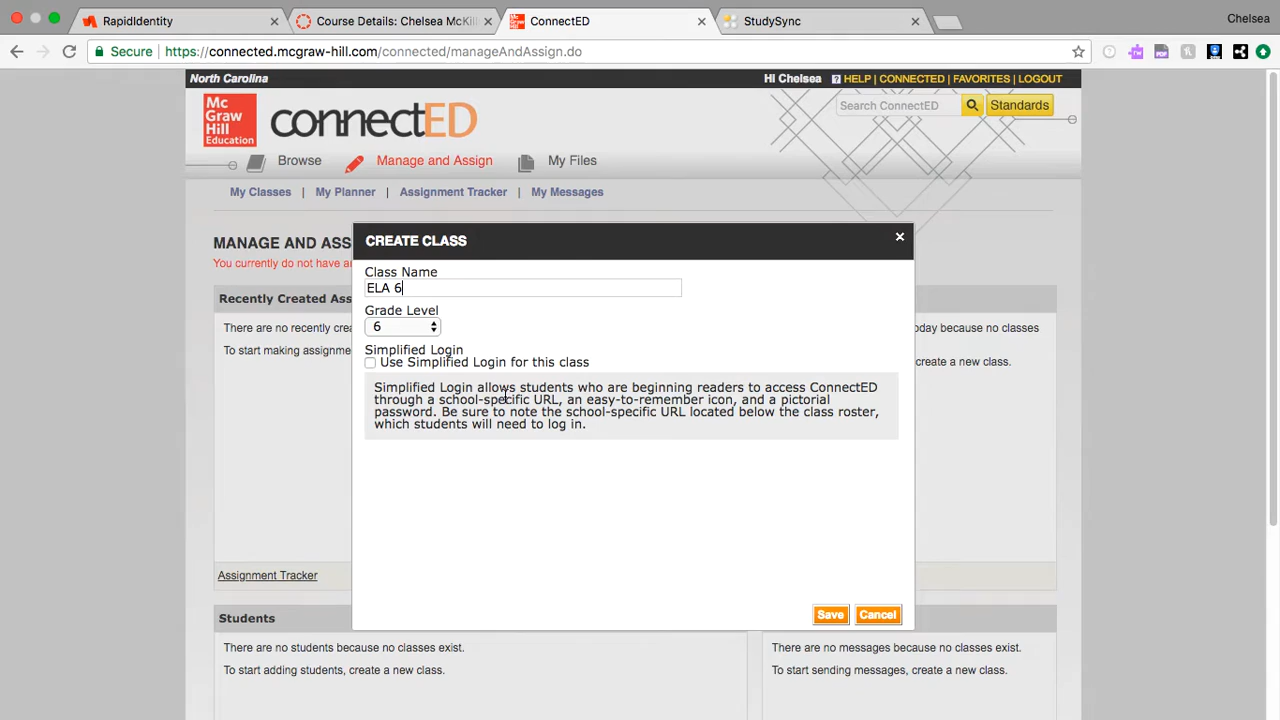 RapidIdentity
Course Details: Chelsea McKil
ConnectED
StudySync
Chelsea
Secure https://connected.mcgraw-hill.com/connected/manageAndAssign.do
North Carolina
Hi Chelsea ? HELP | CONNECTED | FAVORITES | LOGOUT
Mc
Graw
Hill
Education
connectED
Search ConnectED
Standards
Browse
Manage and Assign
My Files
My Classes | My Planner | Assignment Tracker | My Messages
MANAGE AND ASS
You currently do not have a
Recently Created Ass
There are no recently crea
To start making assignme
oday because no classes
create a new class.
CREATE CLASS
Class Name
ELA 6
Grade Level
6
Simplified Login
Use Simplified Login for this class
Simplified Login allows students who are beginning readers to access ConnectED
through a school-specific URL, an easy-to-remember icon, and a pictorial
password. Be sure to note the school-specific URL located below the class roster,
which students will need to log in.
Save
Cancel
Assignment Tracker
Students
There are no students because no classes exist.
To start adding students, create a new class.
There are no messages because no classes exist.
To start sending messages, create a new class.